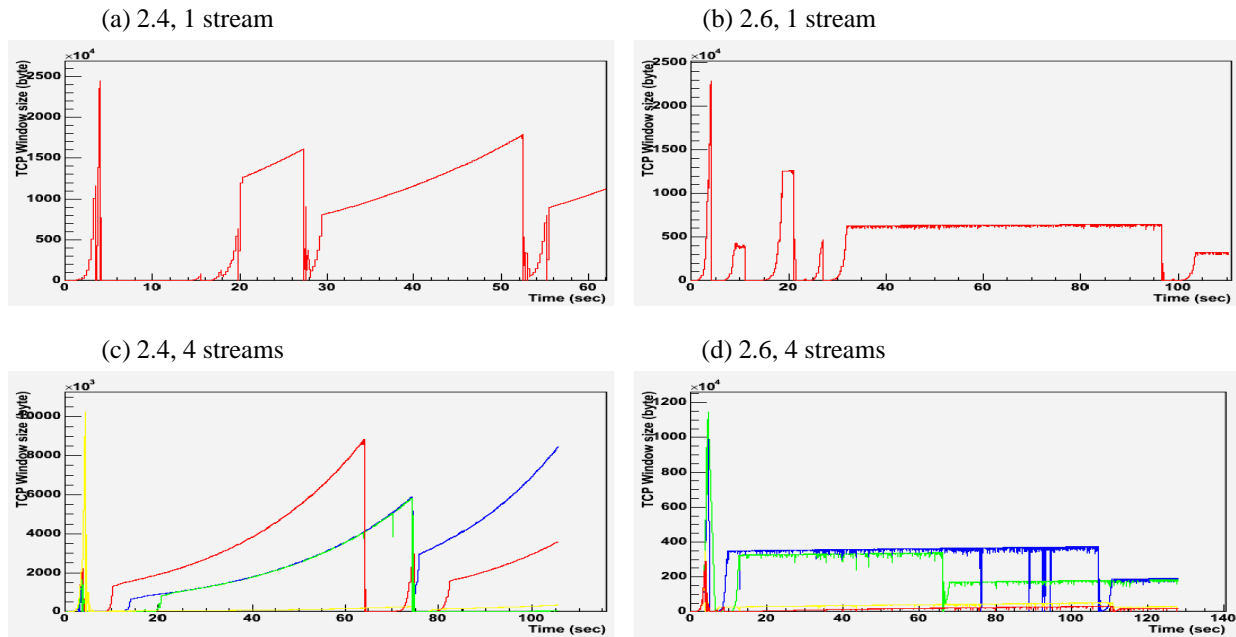 (a) 2.4, 1 stream
×10⁴
TCP Window size (byte)
2500
2000
1500
1000
500
0
0 10 20 30 40 50 60
Time (sec)
(b) 2.6, 1 stream
×10⁴
TCP Window size (byte)
2500
2000
1500
1000
500
0
0 20 40 60 80 100
Time (sec)
(c) 2.4, 4 streams
×10³
TCP Window size (byte)
10000
8000
6000
4000
2000
0
0 20 40 60 80 100
Time (sec)
(d) 2.6, 4 streams
×10⁴
TCP Window size (byte)
1200
1000
800
600
400
200
0
0 20 40 60 80 100 120 140
Time (sec)